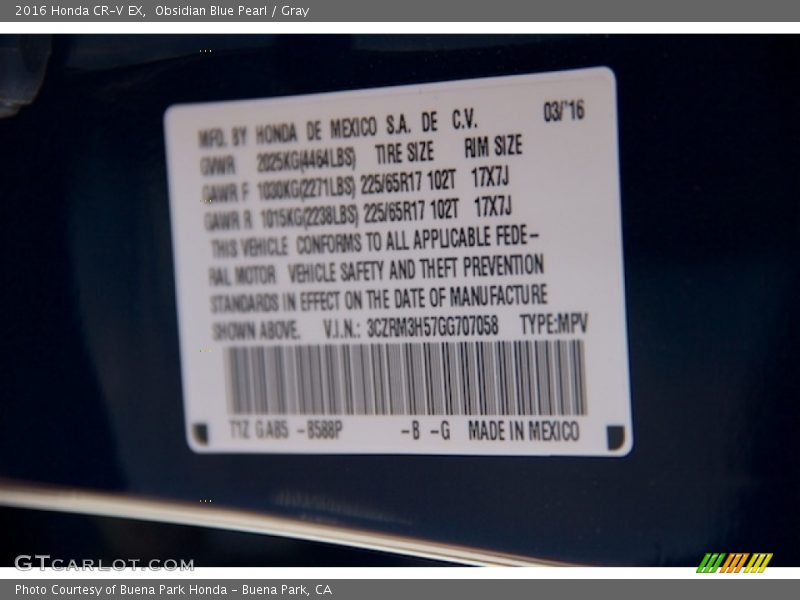 2016 Honda CR-V EX,  Obsidian Blue Pearl / Gray
MFD. BY HONDA DE MEXICO S.A. DE C.V. 03/'16
GVWR 2025KG(4464LBS) TIRE SIZE RIM SIZE
GAWR F 1030KG(2271LBS) 225/65R17 102T 17X7J
GAWR R 1015KG(2238LBS) 225/65R17 102T 17X7J
THIS VEHICLE CONFORMS TO ALL APPLICABLE FEDE-
RAL MOTOR VEHICLE SAFETY AND THEFT PREVENTION
STANDARDS IN EFFECT ON THE DATE OF MANUFACTURE
SHOWN ABOVE. V.I.N.: 3CZRM3H57GG707058 TYPE:MPV
T1Z GA85 -B588P -B -G MADE IN MEXICO
GTCARLOT.COM
Photo Courtesy of Buena Park Honda - Buena Park, CA